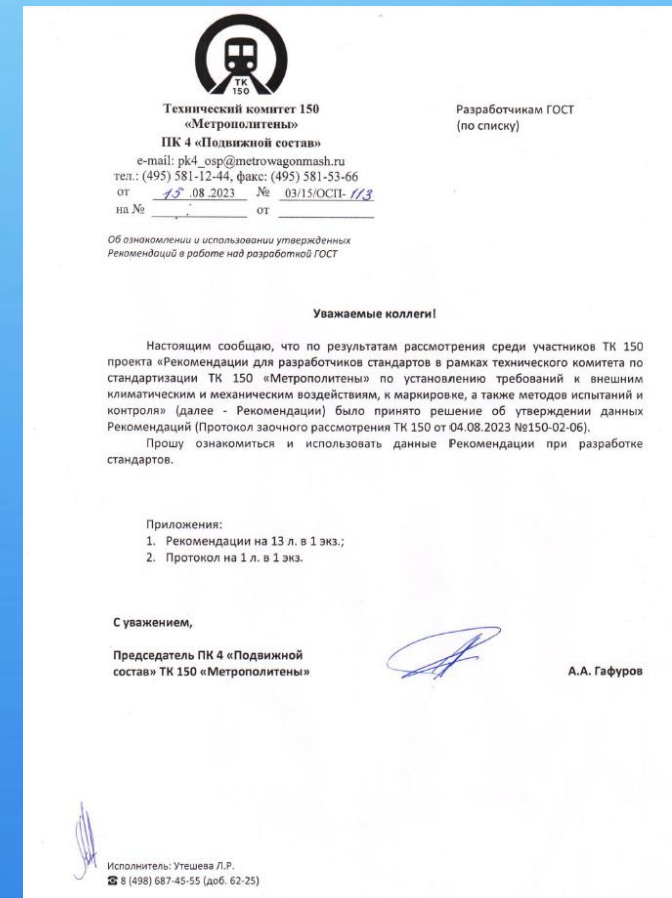 ТК
150
Технический комитет 150
«Метрополитены»
ПК 4 «Подвижной состав»
e-mail: pk4_osp@metrowagonmash.ru
тел.: (495) 581-12-44, факс: (495) 581-53-66
от 15 .08 .2023 № 03/15/ОСП- 113
на № от
Разработчикам ГОСТ
(по списку)
Об ознакомлении и использовании утвержденных
Рекомендаций в работе над разработкой ГОСТ
Уважаемые коллеги!
Настоящим сообщаю, что по результатам рассмотрения среди участников ТК 150
проекта «Рекомендации для разработчиков стандартов в рамках технического комитета по
стандартизации ТК 150 «Метрополитены» по установлению требований к внешним
климатическим и механическим воздействиям, к маркировке, а также методов испытаний и
контроля» (далее - Рекомендации) было принято решение об утверждении данных
Рекомендаций (Протокол заочного рассмотрения ТК 150 от 04.08.2023 №150-02-06).
Прошу ознакомиться и использовать данные Рекомендации при разработке
стандартов.
Приложения:
1. Рекомендации на 13 л. в 1 экз.;
2. Протокол на 1 л. в 1 экз.
С уважением,
Председатель ПК 4 «Подвижной
состав» ТК 150 «Метрополитены»
А.А. Гафуров
Исполнитель: Утешева Л.Р.
☎ 8 (498) 687-45-55 (доб. 62-25)